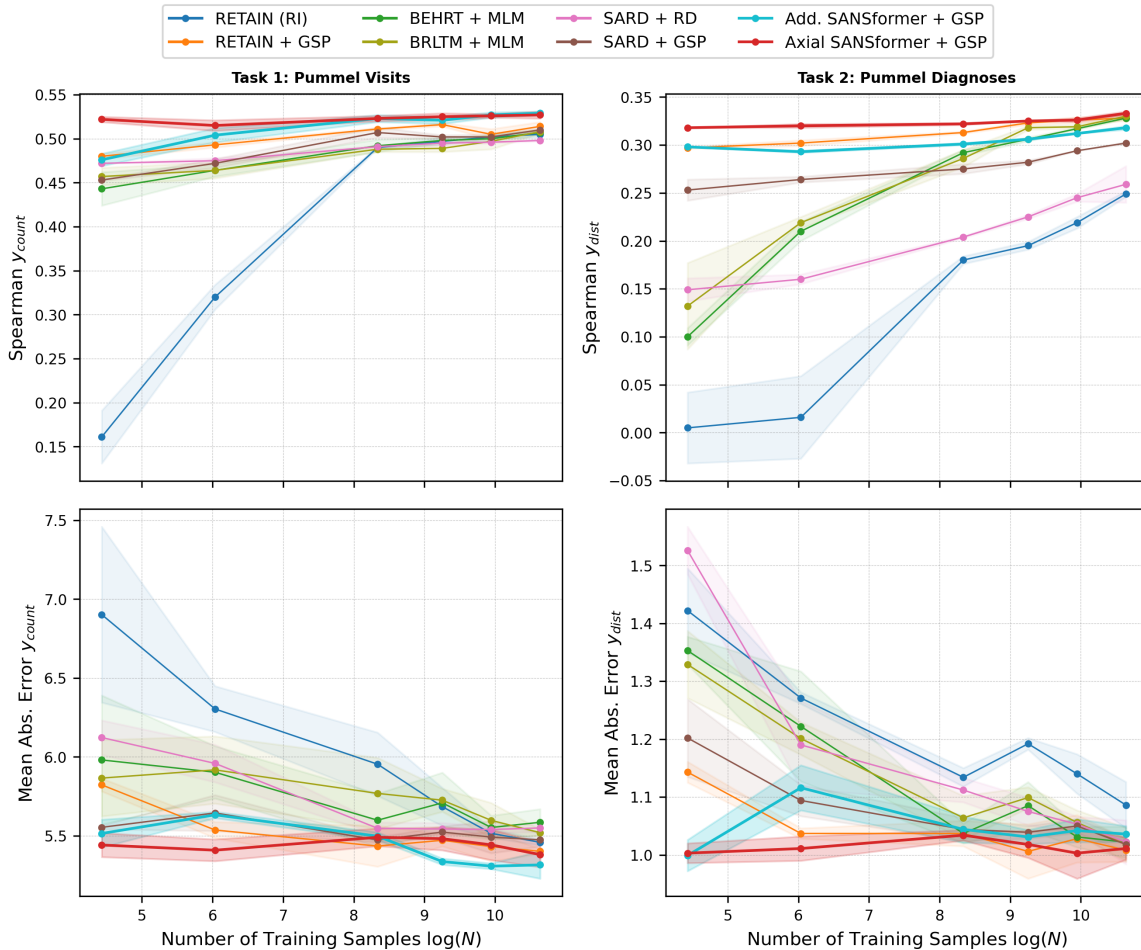 RETAIN (RI)
RETAIN + GSP
BEHRT + MLM
BRLTM + MLM
SARD + RD
SARD + GSP
Add. SANSformer + GSP
Axial SANSformer + GSP
Task 1: Pummel Visits
Spearman y_count
0.55
0.50
0.45
0.40
0.35
0.30
0.25
0.20
0.15
Task 2: Pummel Diagnoses
Spearman y_dist
0.35
0.30
0.25
0.20
0.15
0.10
0.05
0.00
−0.05
Mean Abs. Error y_count
7.5
7.0
6.5
6.0
5.5
5 6 7 8 9 10
Number of Training Samples log(N)
Mean Abs. Error y_dist
1.5
1.4
1.3
1.2
1.1
1.0
5 6 7 8 9 10
Number of Training Samples log(N)